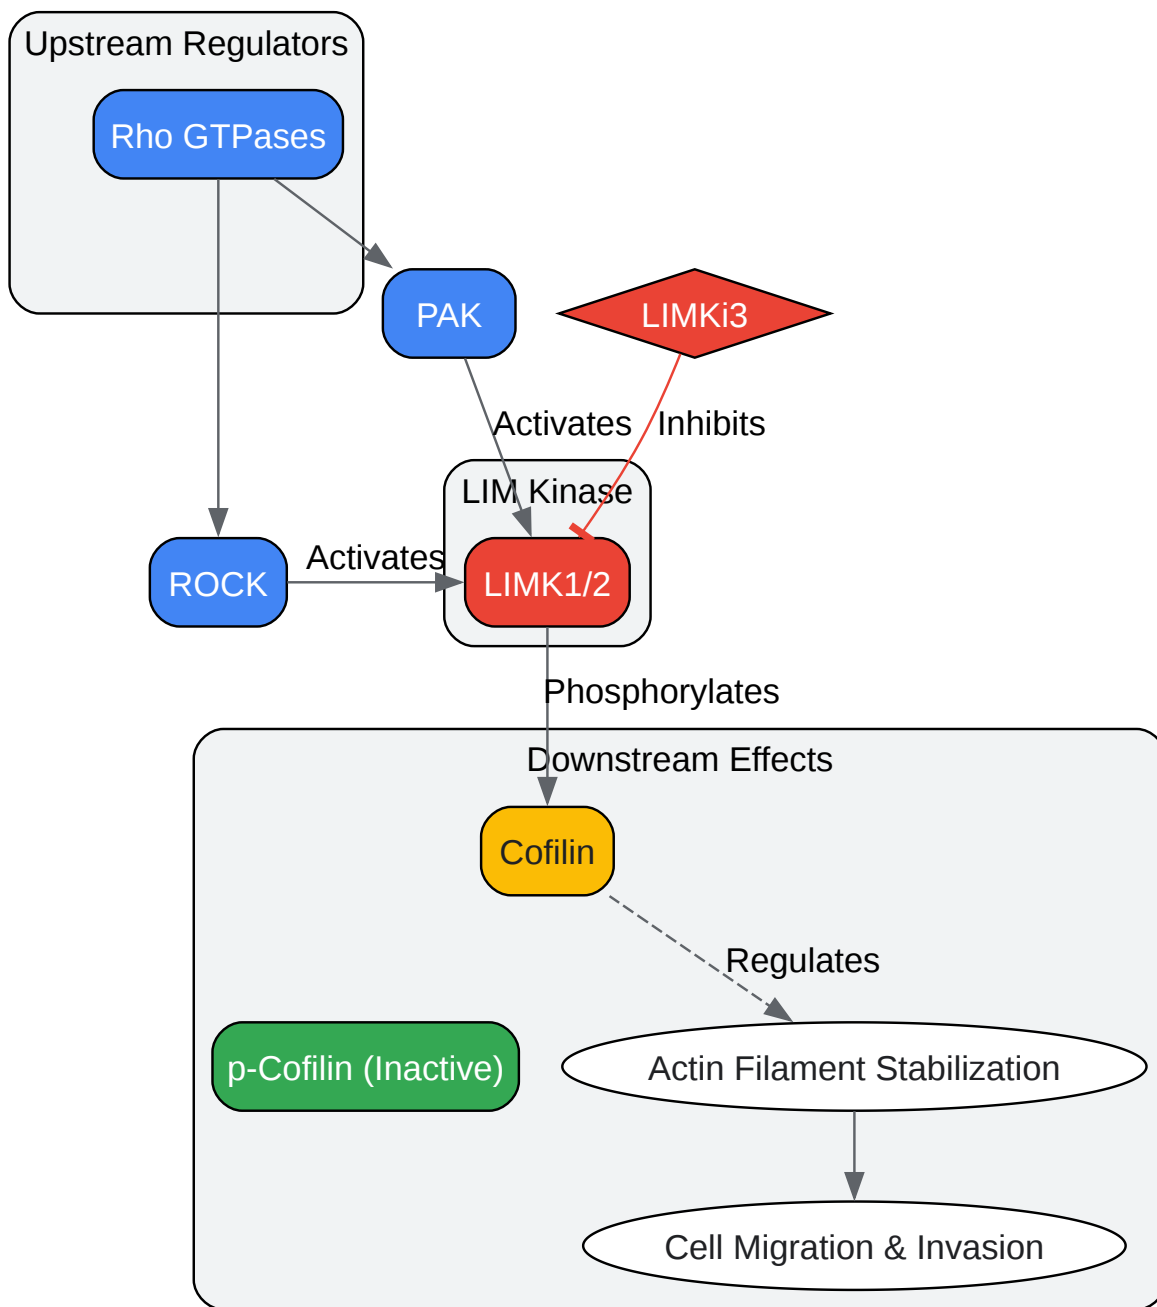 Upstream Regulators
Rho GTPases
PAK
LIMKi3
Activates
Inhibits
LIM Kinase
ROCK
Activates
LIMK1/2
Phosphorylates
Downstream Effects
Cofilin
Regulates
p-Cofilin (Inactive)
Actin Filament Stabilization
Cell Migration & Invasion